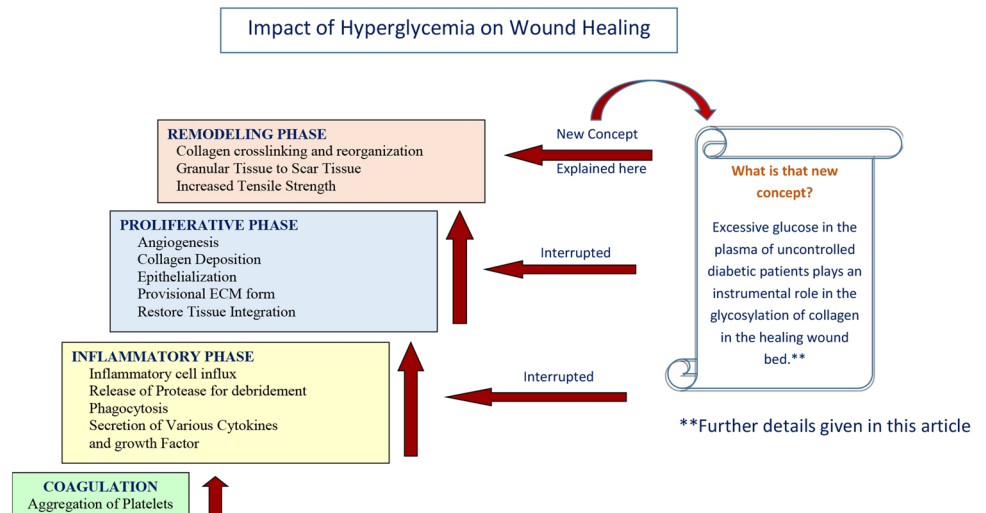 Impact of Hyperglycemia on Wound Healing
REMODELING PHASE
Collagen crosslinking and reorganization
Granular Tissue to Scar Tissue
Increased Tensile Strength
New Concept
Explained here
PROLIFERATIVE PHASE
Angiogenesis
Collagen Deposition
Epithelialization
Provisional ECM form
Restore Tissue Integration
Interrupted
INFLAMMATORY PHASE
Inflammatory cell influx
Release of Protease for debridement
Phagocytosis
Secretion of Various Cytokines
and growth Factor
Interrupted
COAGULATION
Aggregation of Platelets
What is that new
concept?
Excessive glucose in the
plasma of uncontrolled
diabetic patients plays an
instrumental role in the
glycosylation of collagen
in the healing wound
bed.**
**Further details given in this article